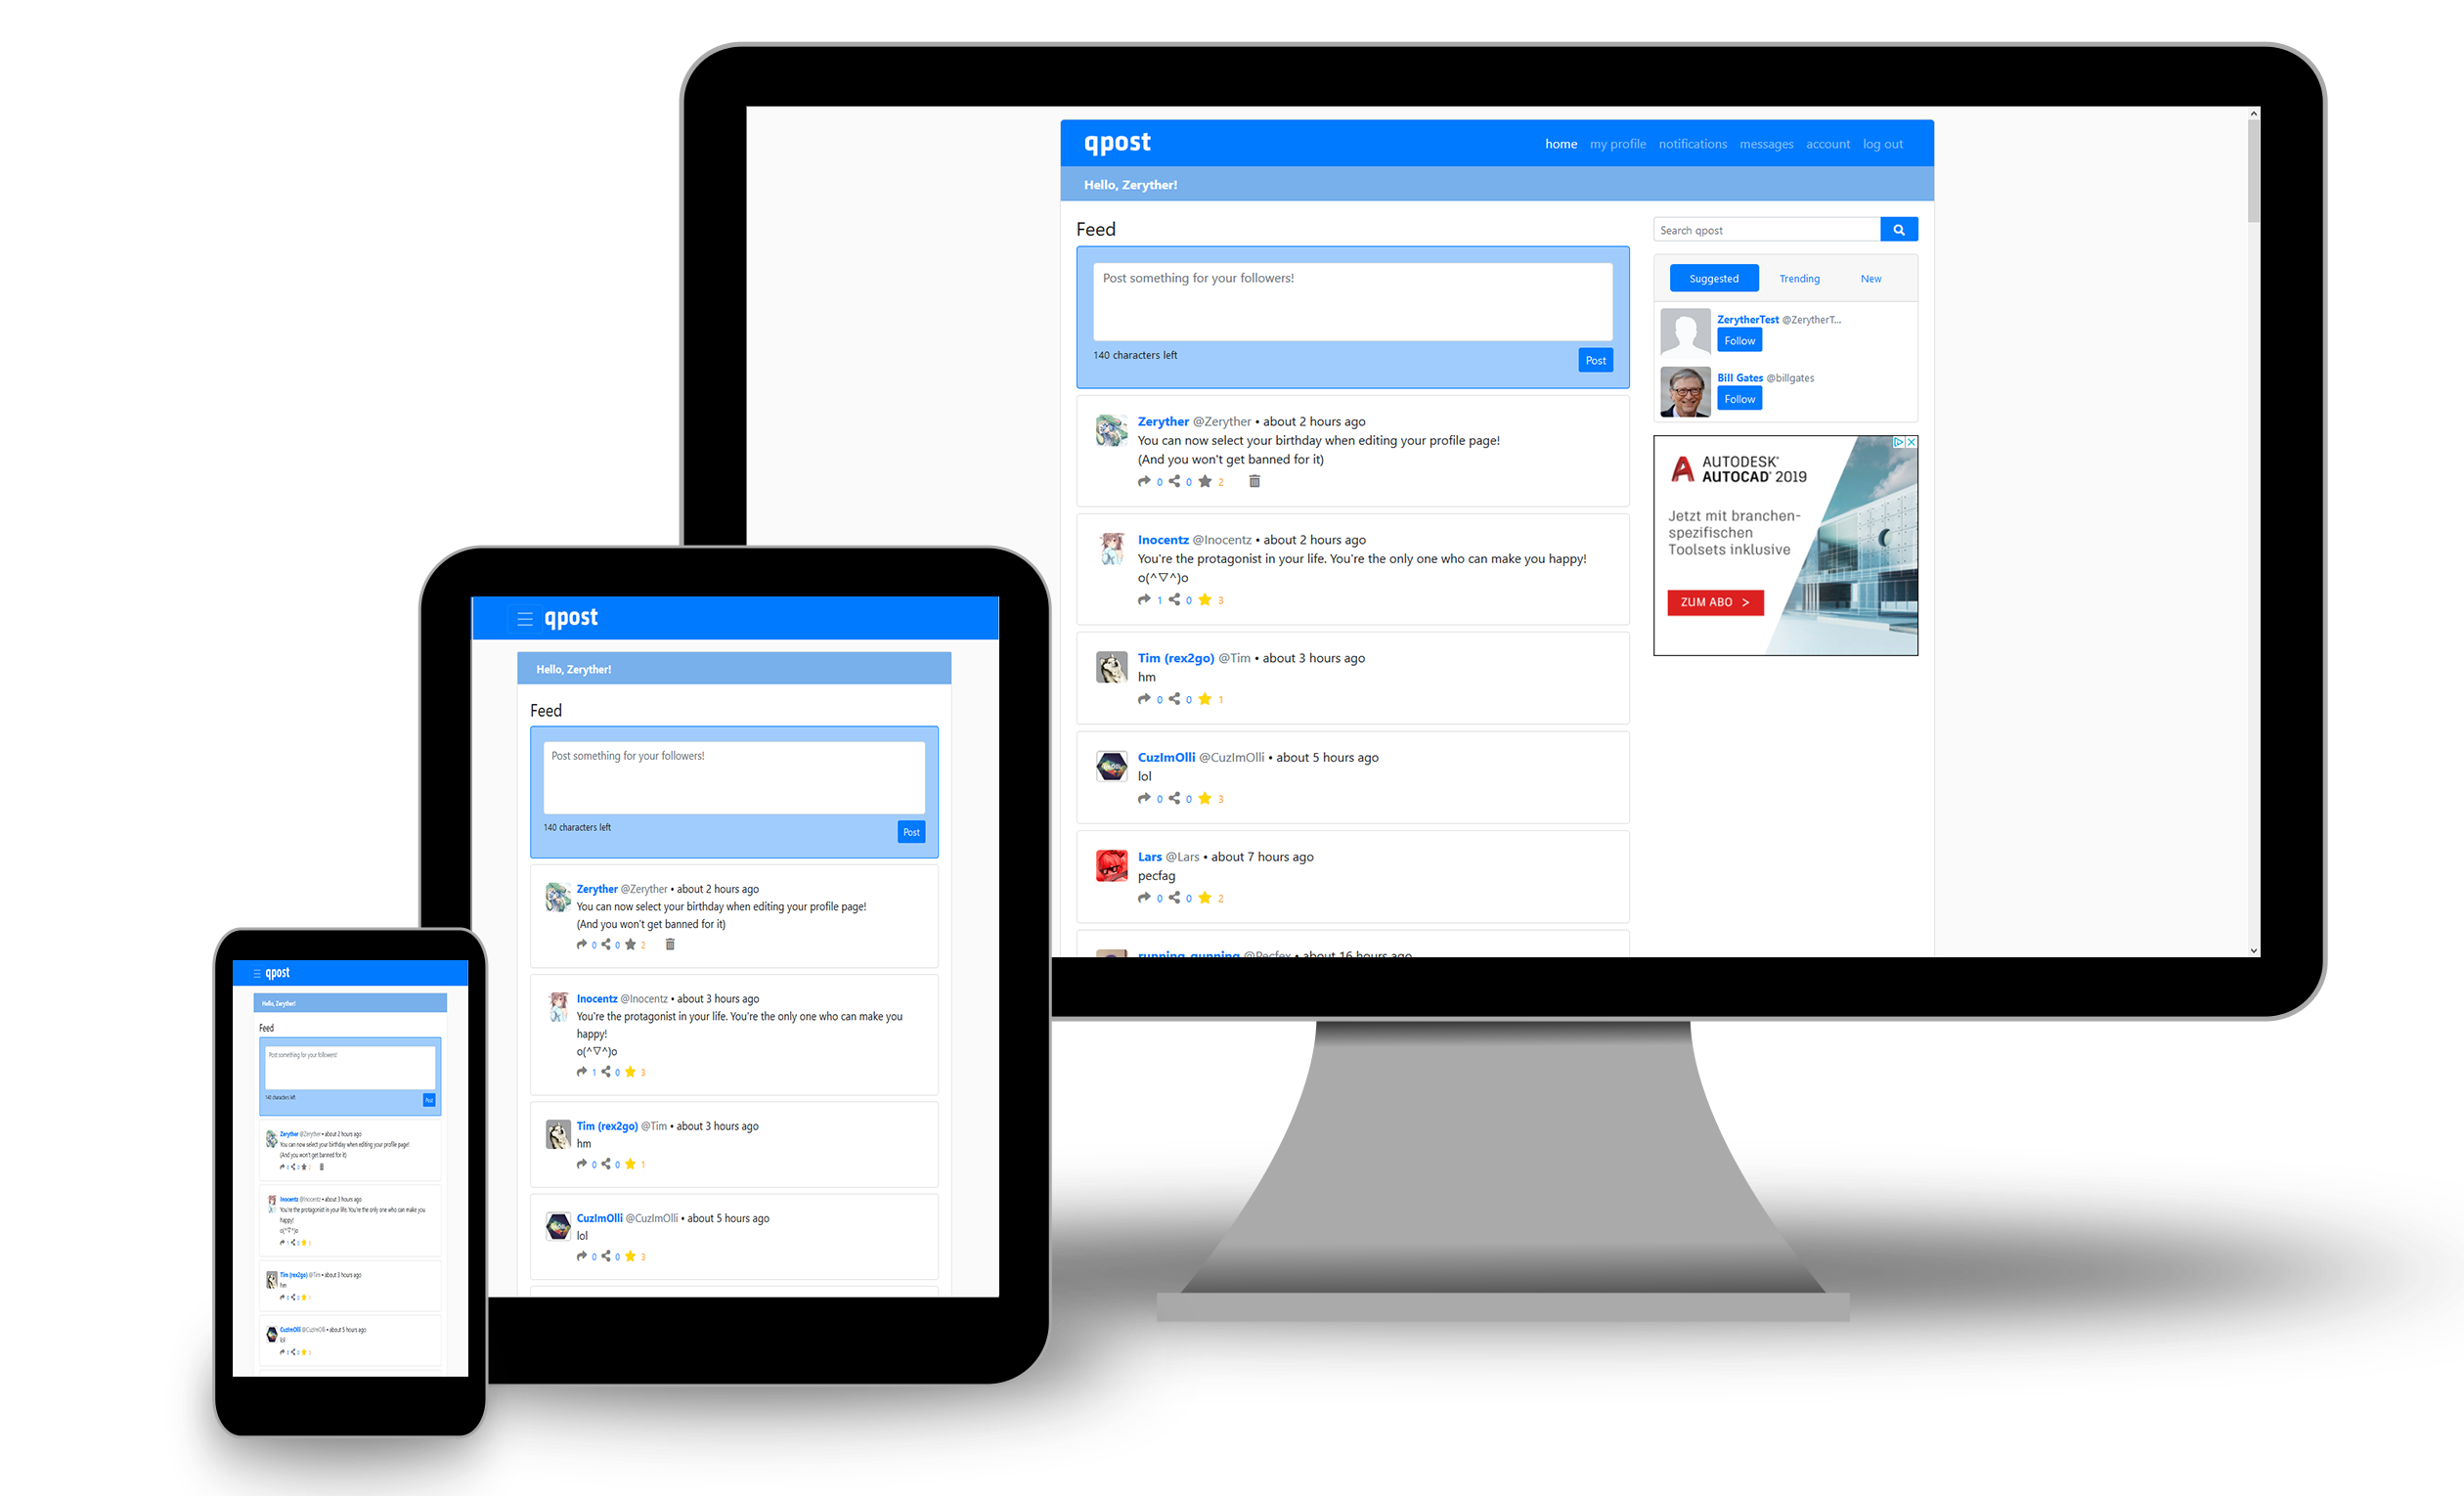 qpost
home my profile notifications messages account log out
Hello, Zeryther!
Feed
Post something for your followers!
140 characters left
Post
Zeryther @Zeryther • about 2 hours ago
You can now select your birthday when editing your profile page!
(And you won't get banned for it)
0 0 2
Inocentz @Inocentz • about 2 hours ago
You're the protagonist in your life. You're the only one who can make you happy!
o(^▽^)o
1 0 3
Tim (rex2go) @Tim • about 3 hours ago
hm
0 0 1
CuzImOlli @CuzImOlli • about 5 hours ago
lol
0 0 3
Lars @Lars • about 7 hours ago
pecfag
0 0 2
running_gunning @Pecfex • about 16 hours ago
Search qpost
Suggested Trending New
ZerytherTest @ZerytherT...
Follow
Bill Gates @billgates
Follow
AUTODESK®
AUTOCAD® 2019
Jetzt mit branchen-
spezifischen
Toolsets inklusive
ZUM ABO >
qpost
Hello, Zeryther!
Feed
Post something for your followers!
140 characters left
Post
Zeryther @Zeryther • about 2 hours ago
You can now select your birthday when editing your profile page!
(And you won't get banned for it)
0 0 2
Inocentz @Inocentz • about 3 hours ago
You're the protagonist in your life. You're the only one who can make you
happy!
o(^▽^)o
1 0 3
Tim (rex2go) @Tim • about 3 hours ago
hm
0 0 1
CuzImOlli @CuzImOlli • about 5 hours ago
lol
0 0 3
qpost
Hello, Zeryther!
Feed
Post something for your followers!
140 characters left
Post
Zeryther @Zeryther • about 2 hours ago
You can now select your birthday when editing your profile page!
(And you won't get banned for it)
Inocentz @Inocentz • about 3 hours ago
You're the protagonist in your life. You're the only one who can make you
happy!
o(^▽^)o
Tim (rex2go) @Tim • about 3 hours ago
hm
CuzImOlli @CuzImOlli • about 5 hours ago
lol